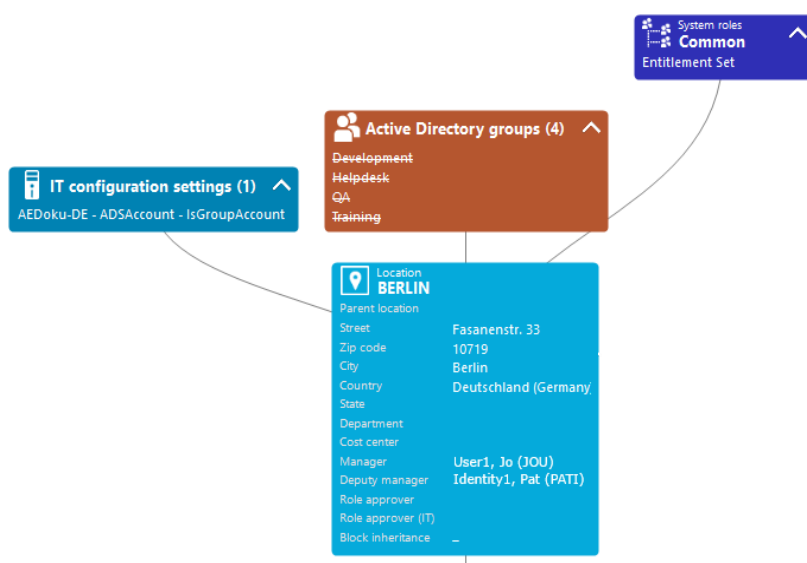 System roles
Common
Entitlement Set
Active Directory groups (4)
Development
Helpdesk
QA
Training
IT configuration settings (1)
AEDoku-DE - ADSAccount - IsGroupAccount
Location
BERLIN
Parent location
Street Fasanenstr. 33
Zip code 10719
City Berlin
Country Deutschland (Germany)
State
Department
Cost center
Manager User1, Jo (JOU)
Deputy manager Identity1, Pat (PATI)
Role approver
Role approver (IT)
Block inheritance _